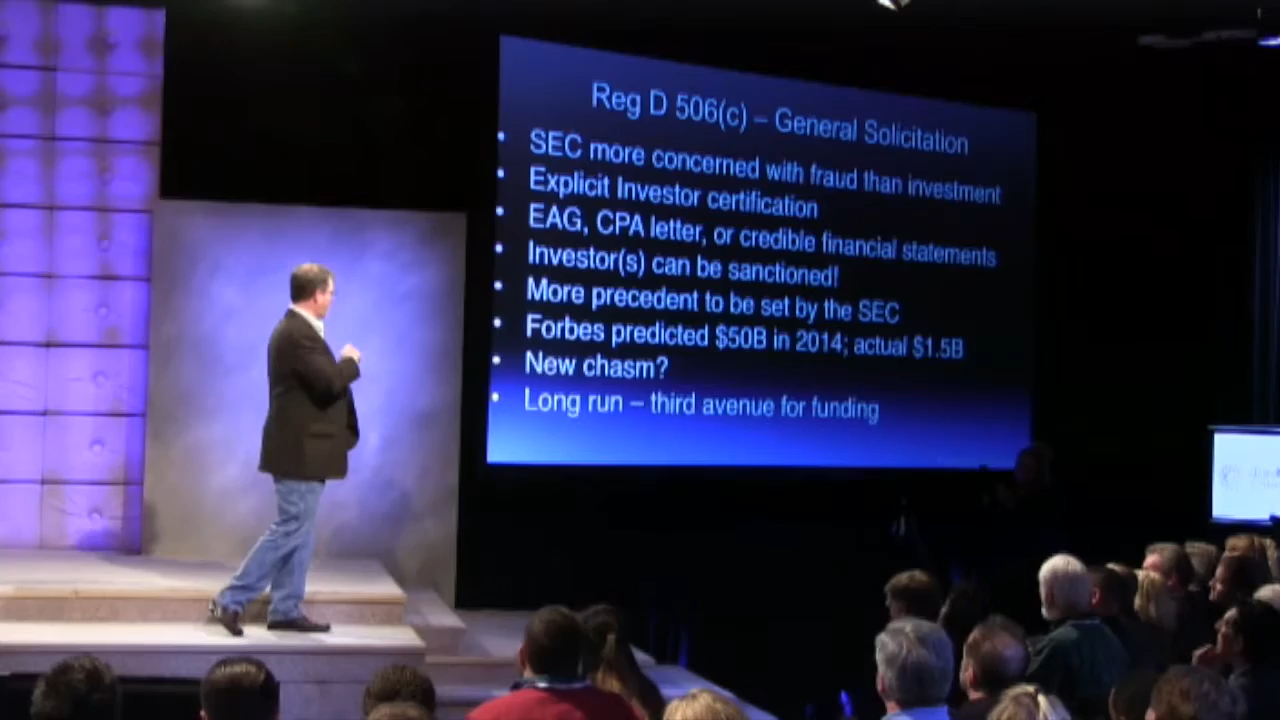 Reg D 506(c) – General Solicitation
• SEC more concerned with fraud than investment
• Explicit Investor certification
• EAG, CPA letter, or credible financial statements
• Investor(s) can be sanctioned!
• More precedent to be set by the SEC
• Forbes predicted $50B in 2014; actual $1.5B
• New chasm?
• Long run – third avenue for funding